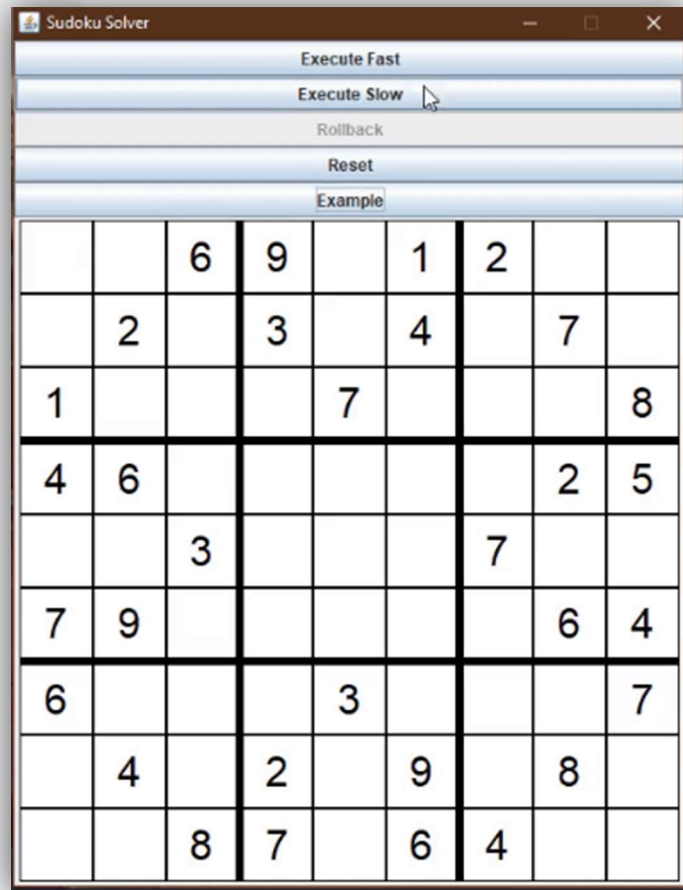 Sudoku Solver
Execute Fast
Execute Slow
Rollback
Reset
Example
6 9 1 2
2 3 4 7
1 7 8
4 6 2 5
3 7
7 9 6 4
6 3 7
4 2 9 8
8 7 6 4